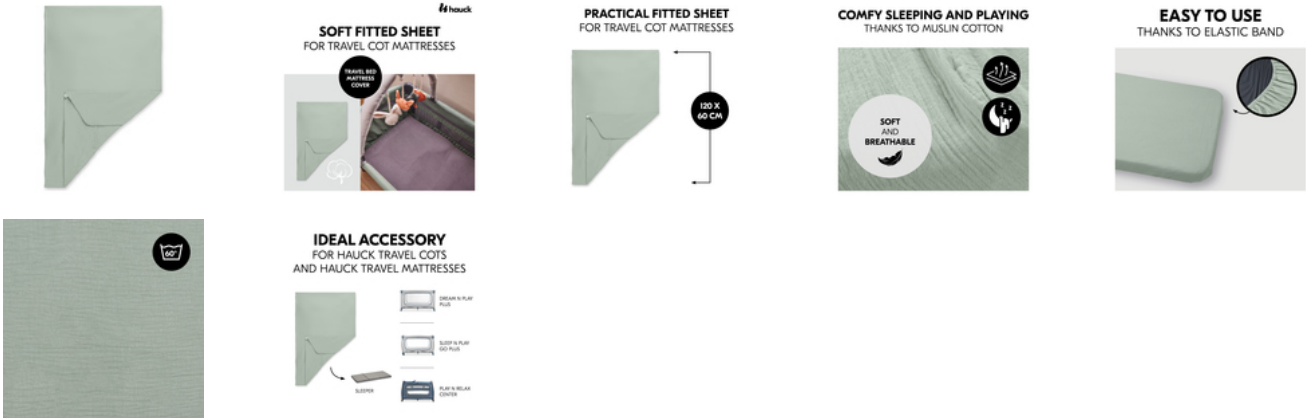 hauck
SOFT FITTED SHEET
FOR TRAVEL COT MATTRESSES
TRAVEL BED
MATTRESS
COVER
PRACTICAL FITTED SHEET
FOR TRAVEL COT MATTRESSES
120 X
60 CM
COMFY SLEEPING AND PLAYING
THANKS TO MUSLIN COTTON
SOFT
AND
BREATHABLE
EASY TO USE
THANKS TO ELASTIC BAND
60°
IDEAL ACCESSORY
FOR HAUCK TRAVEL COTS
AND HAUCK TRAVEL MATTRESSES
DREAM N PLAY
PLUS
SLEEP N PLAY
GO PLUS
SLEEPER
PLAY N RELAX
CENTER